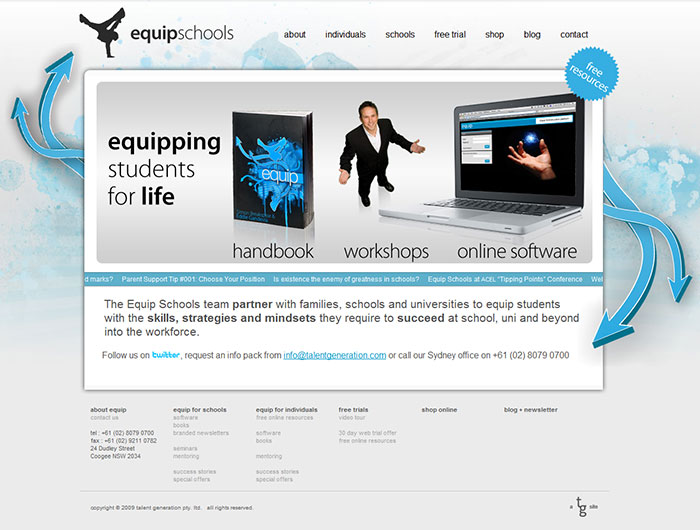 equipschools
about individuals schools free trial shop blog contact
free
resources
equipping
students
for life
equip
handbook workshops online software
d marks? Parent Support Tip #001: Choose Your Position Is existence the enemy of greatness in schools? Equip Schools at ACEL "Tipping Points" Conference Wel
The Equip Schools team partner with families, schools and universities to equip students
with the skills, strategies and mindsets they require to succeed at school, uni and beyond
into the workforce.
Follow us on twitter, request an info pack from info@talentgeneration.com or call our Sydney office on +61 (02) 8079 0700
about equip
contact us
tel : +61 (02) 8079 0700
fax : +61 (02) 9211 0782
24 Dudley Street
Coogee NSW 2034
equip for schools
software
books
branded newsletters
seminars
mentoring
success stories
special offers
equip for individuals
free online resources
software
books
mentoring
success stories
special offers
free trials
video tour
30 day web trial offer
free online resources
shop online
blog + newsletter
copyright © 2009 talent generation pty. ltd. all rights reserved.
a tg site